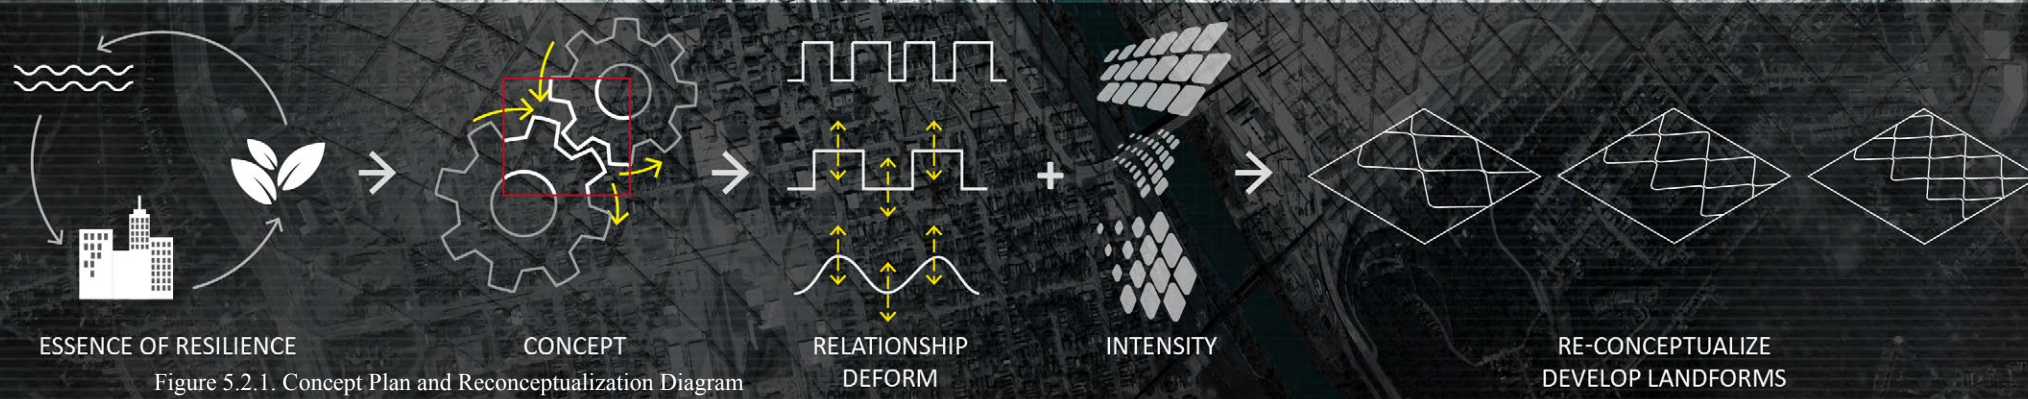 ESSENCE OF RESILIENCE
CONCEPT
RELATIONSHIP
DEFORM
INTENSITY
RE-CONCEPTUALIZE
DEVELOP LANDFORMS
Figure 5.2.1. Concept Plan and Reconceptualization Diagram